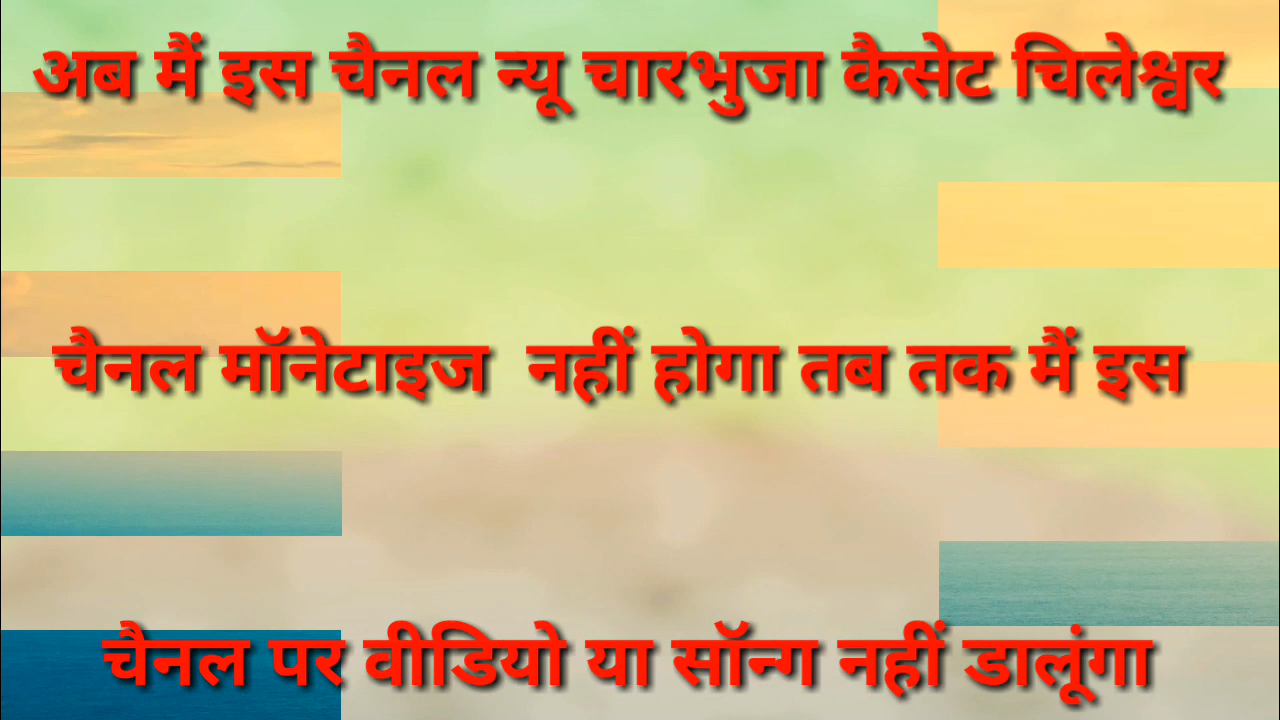 अब मैं इस चैनल न्यू चारभुजा कैसेट चिलेश्वर
चैनल मॉनेटाइज नहीं होगा तब तक मैं इस
चैनल पर वीडियो या सॉन्ग नहीं डालूंगा